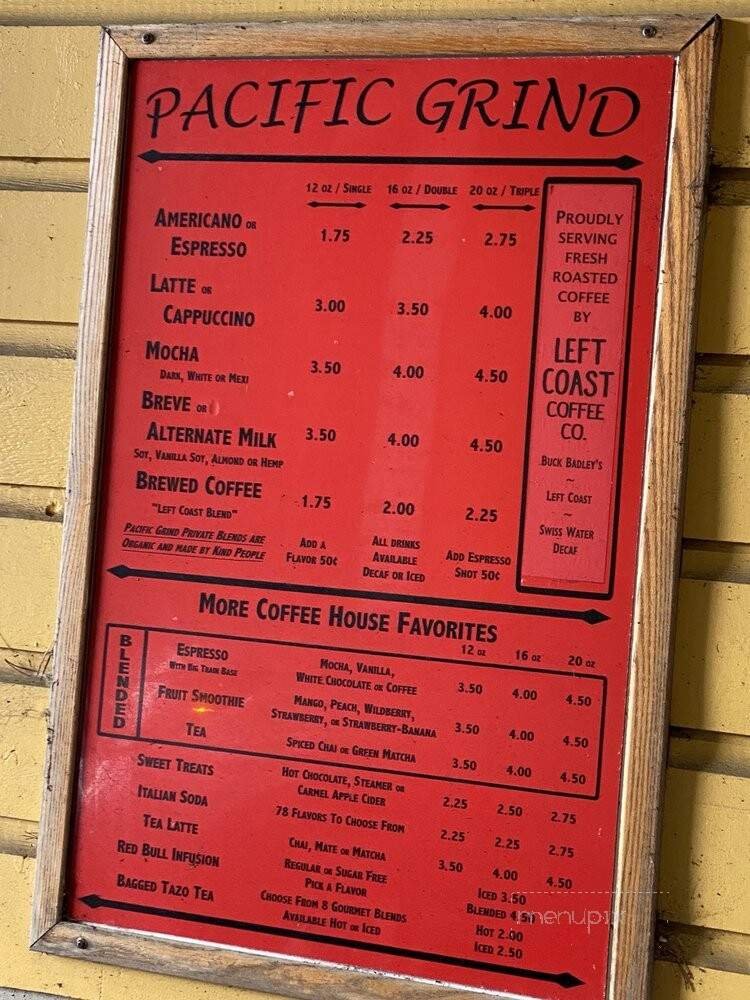 PACIFIC GRIND
12 oz / Single 16 oz / Double 20 oz / Triple
Americano or
Espresso
1.75 2.25 2.75
Latte or
Cappuccino
3.00 3.50 4.00
Mocha
Dark, White or Mexi
3.50 4.00 4.50
Breve or
Alternate Milk
Soy, Vanilla Soy, Almond or Hemp
3.50 4.00 4.50
Brewed Coffee
"Left Coast Blend"
1.75 2.00 2.25
Pacific Grind Private Blends are
Organic and made by Kind People
Add a
Flavor 50¢
All drinks
Available
Decaf or Iced
Add Espresso
Shot 50¢
Proudly
serving
fresh
roasted
coffee
by
LEFT
COAST
COFFEE
CO.
Buck Badley's
~
Left Coast
~
Swiss Water
Decaf
More Coffee House Favorites
12 oz 16 oz 20 oz
BLENDED
Espresso
with Big Train Base
Mocha, Vanilla,
White Chocolate or Coffee
3.50 4.00 4.50
Fruit Smoothie
Mango, Peach, Wildberry,
Strawberry, or Strawberry-Banana
3.50 4.00 4.50
Tea
Spiced Chai or Green Matcha
3.50 4.00 4.50
Sweet Treats
Hot Chocolate, Steamer or
Carmel Apple Cider
2.25 2.50 2.75
Italian Soda
78 Flavors To Choose From
2.25 2.25 2.75
Tea Latte
Chai, Mate or Matcha
3.50 4.00 4.50
Red Bull Infusion
Regular or Sugar Free
Pick a Flavor
Iced 3.50
Blended
Bagged Tazo Tea
Choose From 8 Gourmet Blends
Available Hot or Iced
Hot 2.00
Iced 2.50
menupix